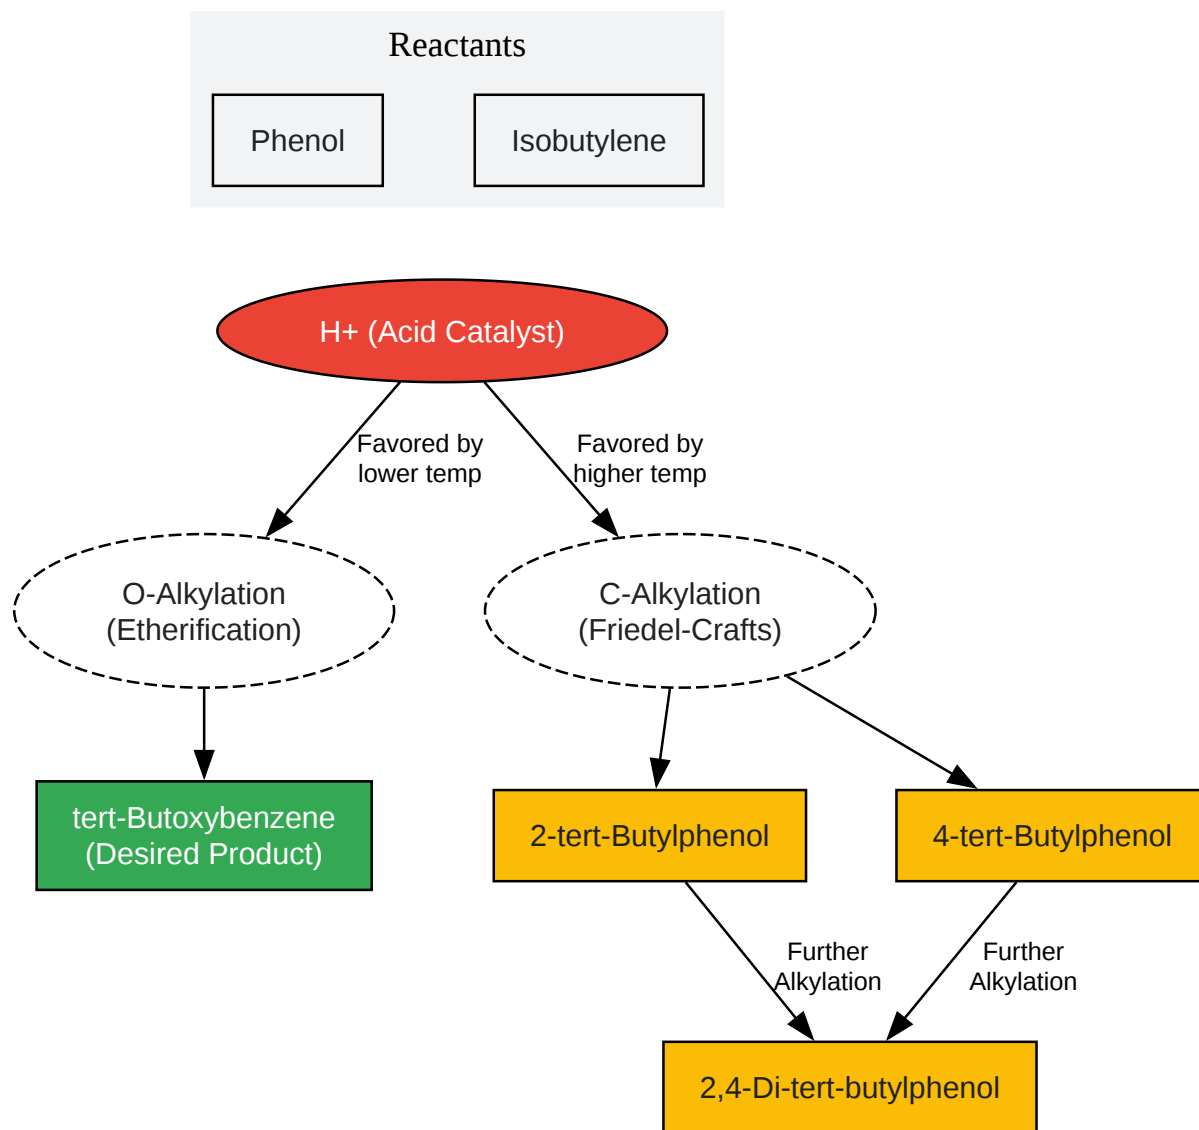 Reactants
Phenol
Isobutylene
H+ (Acid Catalyst)
Favored by
lower temp
Favored by
higher temp
O-Alkylation
(Etherification)
C-Alkylation
(Friedel-Crafts)
tert-Butoxybenzene
(Desired Product)
2-tert-Butylphenol
4-tert-Butylphenol
Further
Alkylation
Further
Alkylation
2,4-Di-tert-butylphenol